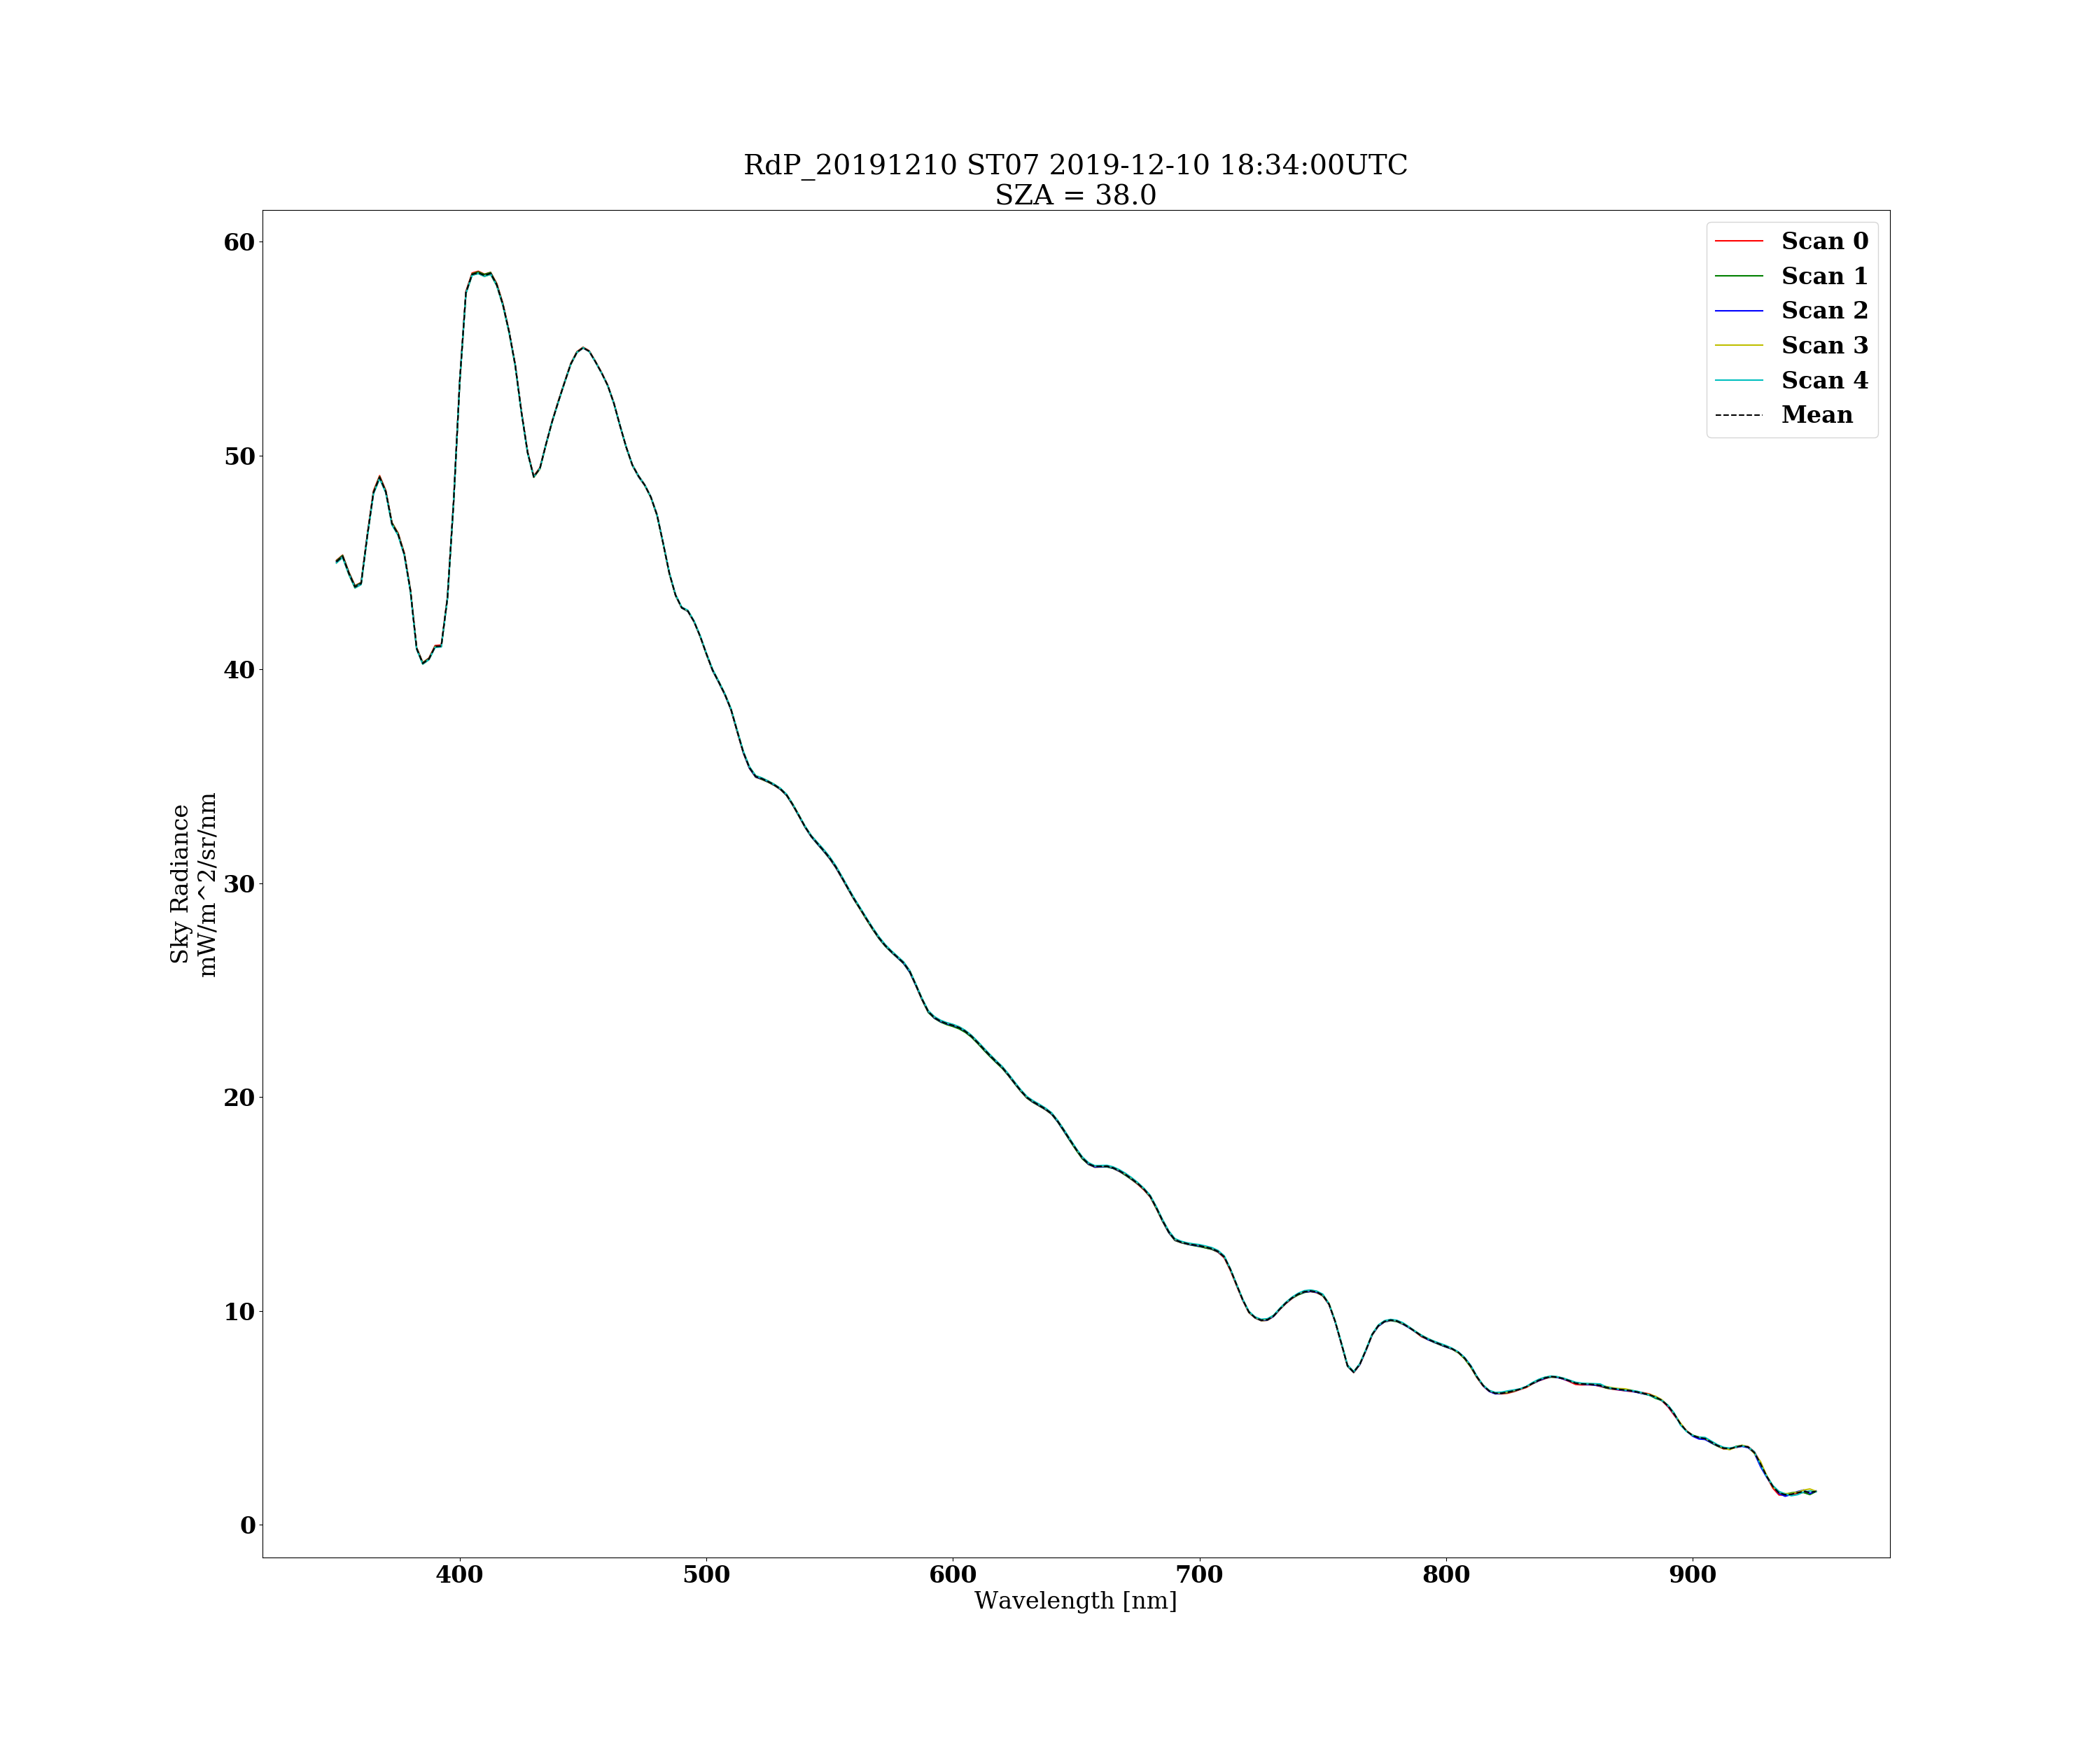 RdP_20191210 ST07 2019-12-10 18:34:00UTC
SZA = 38.0
Scan 0
Scan 1
Scan 2
Scan 3
Scan 4
Mean
60
50
40
30
20
10
0
Sky Radiance
mW/m^2/sr/nm
400 500 600 700 800 900
Wavelength [nm]